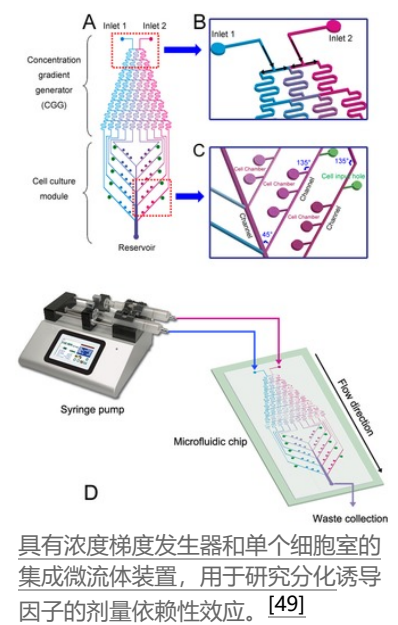 A
Inlet 1
Inlet 2
Concentration
gradient
generator
(CGG)
Cell culture
module
Reservoir
B
Inlet 1
Inlet 2
C
Cell Chamber
135°
Cell Chamber
Channel
135°
Cell input hole
Cell Chamber
Channel
45°
Channel
Syringe pump
Microfluidic chip
Flow direction
Waste collection
D
具有浓度梯度发生器和单个细胞室的
集成微流体装置，用于研究分化诱导
因子的剂量依赖性效应。[49]